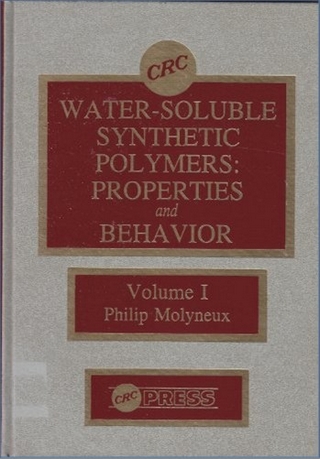 CRC
WATER-SOLUBLE
SYNTHETIC
POLYMERS:
PROPERTIES
and
BEHAVIOR
Volume I
Philip Molyneux
CRC PRESS